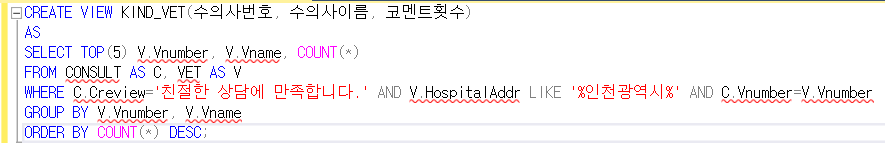 CREATE VIEW KIND_VET(수의사번호, 수의사이름, 코멘트횟수)
AS
SELECT TOP(5) V.Vnumber, V.Vname, COUNT(*)
FROM CONSULT AS C, VET AS V
WHERE C.Creview='친절한 상담에 만족합니다.' AND V.HospitalAddr LIKE '%인천광역시%' AND C.Vnumber=V.Vnumber
GROUP BY V.Vnumber, V.Vname
ORDER BY COUNT(*) DESC;